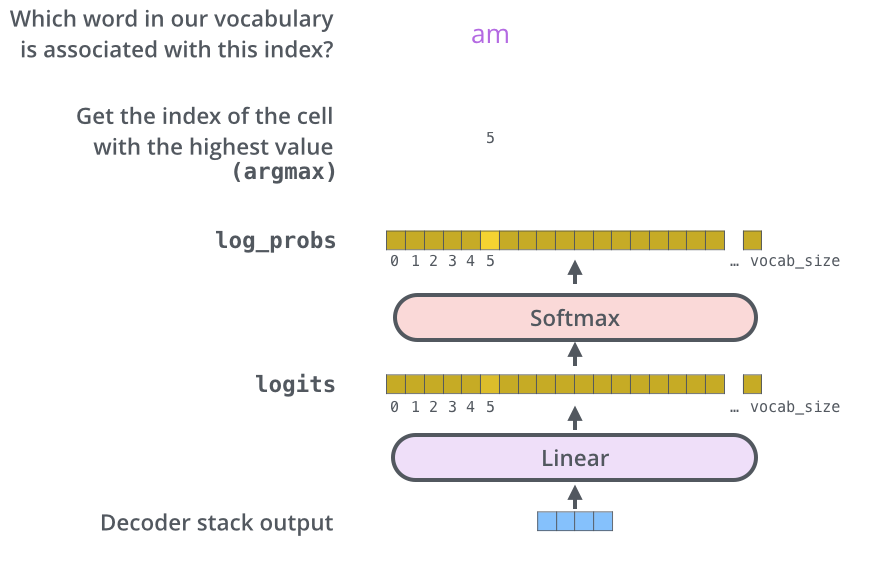 Which word in our vocabulary
is associated with this index?
am
Get the index of the cell
with the highest value
(argmax)
5
log_probs
0 1 2 3 4 5 … vocab_size
Softmax
logits
0 1 2 3 4 5 … vocab_size
Linear
Decoder stack output